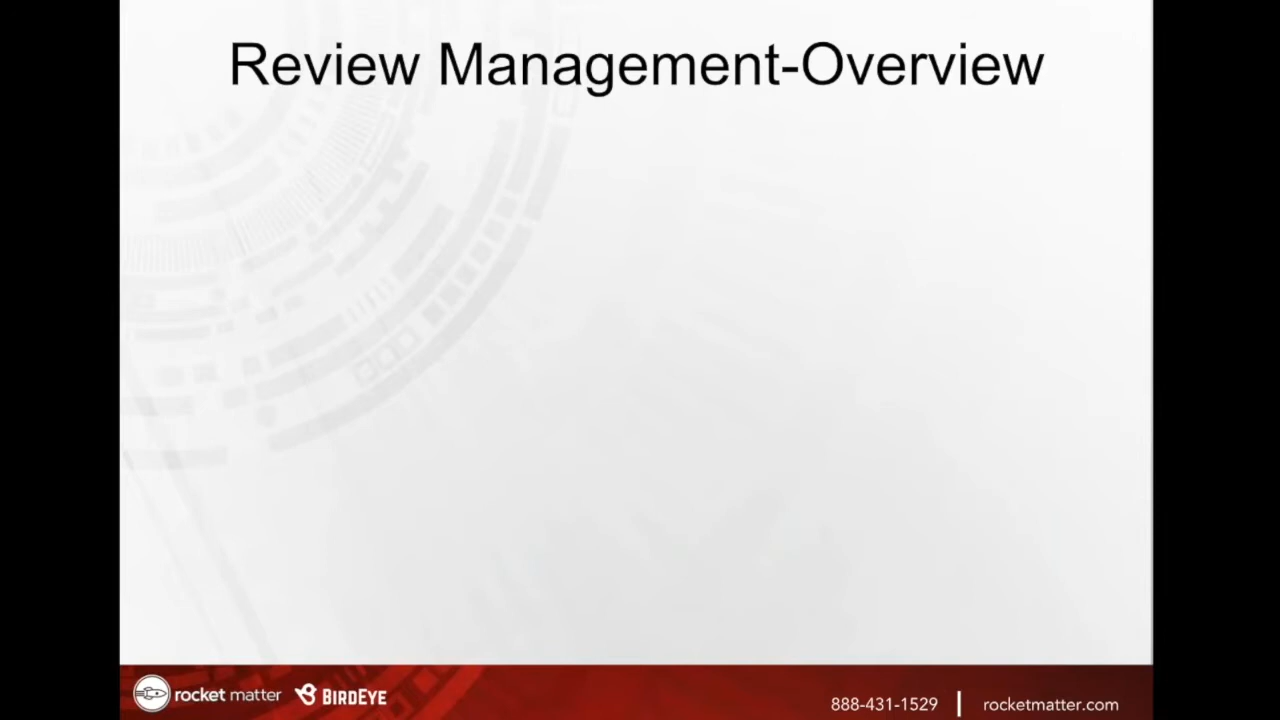 Review Management-Overview
rocket matter BIRDEYE
888-431-1529 | rocketmatter.com